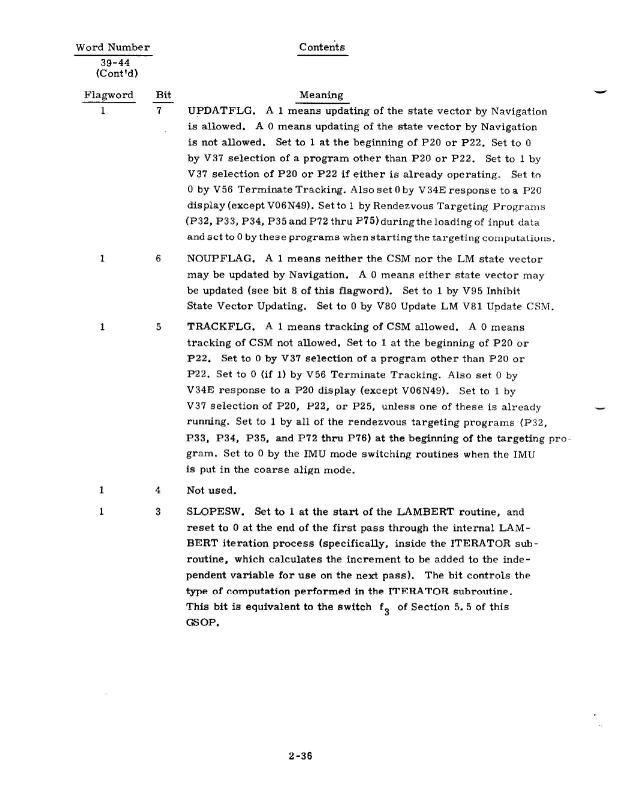 Word Number Contents
39-44
(Cont'd)
Flagword Bit Meaning
1 7 UPDATFLG. A 1 means updating of the state vector by Navigation
is allowed. A 0 means updating of the state vector by Navigation
is not allowed. Set to 1 at the beginning of P20 or P22. Set to 0
by V37 selection of a program other than P20 or P22. Set to 1 by
V37 selection of P20 or P22 if either is already operating. Set to
0 by V56 Terminate Tracking. Also set 0 by V34E response to a P20
display (except V06N49). Set to 1 by Rendezvous Targeting Programs
(P32, P33, P34, P35 and P72 thru P75) during the loading of input data
and set to 0 by these programs when starting the targeting computations.
1 6 NOUPFLAG. A 1 means neither the CSM nor the LM state vector
may be updated by Navigation. A 0 means either state vector may
be updated (see bit 8 of this flagword). Set to 1 by V95 Inhibit
State Vector Updating. Set to 0 by V80 Update LM V81 Update CSM.
1 5 TRACKFLG. A 1 means tracking of CSM allowed. A 0 means
tracking of CSM not allowed. Set to 1 at the beginning of P20 or
P22. Set to 0 by V37 selection of a program other than P20 or
P22. Set to 0 (if 1) by V56 Terminate Tracking. Also set 0 by
V34E response to a P20 display (except V06N49). Set to 1 by
V37 selection of P20, P22, or P25, unless one of these is already
running. Set to 1 by all of the rendezvous targeting programs (P32,
P33, P34, P35, and P72 thru P76) at the beginning of the targeting pro-
gram. Set to 0 by the IMU mode switching routines when the IMU
is put in the coarse align mode.
1 4 Not used.
1 3 SLOPESW. Set to 1 at the start of the LAMBERT routine, and
reset to 0 at the end of the first pass through the internal LAM-
BERT iteration process (specifically, inside the ITERATOR sub-
routine, which calculates the increment to be added to the inde-
pendent variable for use on the next pass). The bit controls the
type of computation performed in the ITERATOR subroutine.
This bit is equivalent to the switch f3 of Section 5.5 of this
GSOP.
2-36